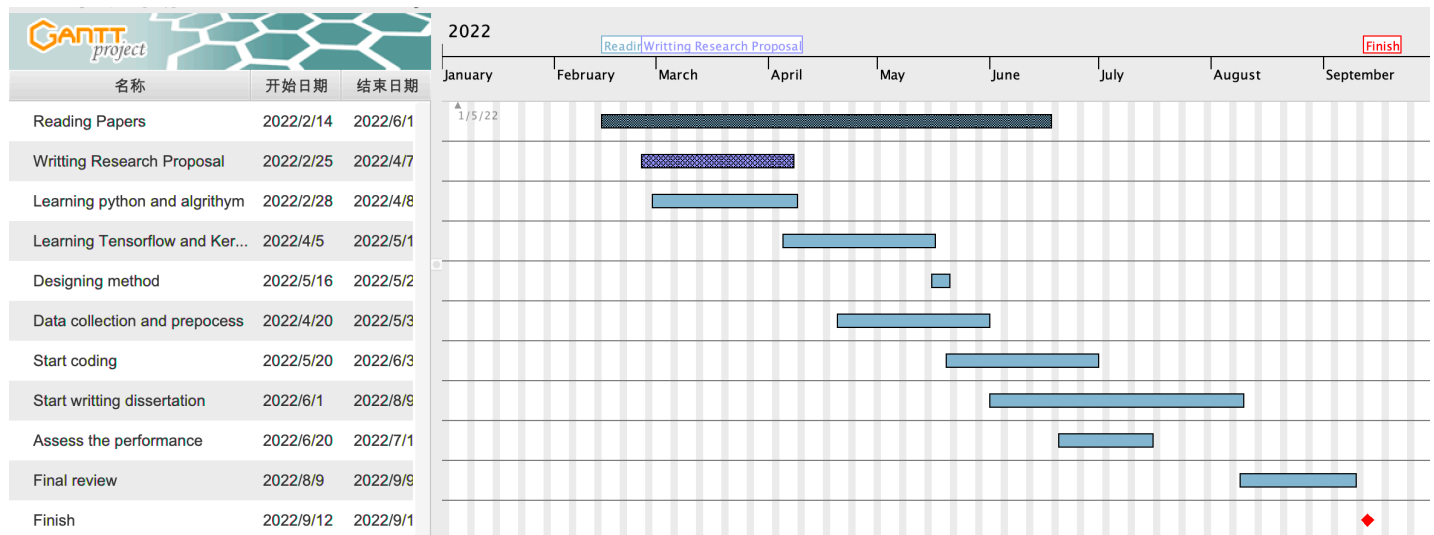 GANTT
project
2022
Readir
Writting Research Proposal
Finish
January February March April May June July August September
名称 开始日期 结束日期
1/5/22
Reading Papers 2022/2/14 2022/6/1
Writting Research Proposal 2022/2/25 2022/4/7
Learning python and algrithym 2022/2/28 2022/4/8
Learning Tensorflow and Ker... 2022/4/5 2022/5/1
Designing method 2022/5/16 2022/5/2
Data collection and prepocess 2022/4/20 2022/5/3
Start coding 2022/5/20 2022/6/3
Start writting dissertation 2022/6/1 2022/8/9
Assess the performance 2022/6/20 2022/7/1
Final review 2022/8/9 2022/9/9
Finish 2022/9/12 2022/9/1